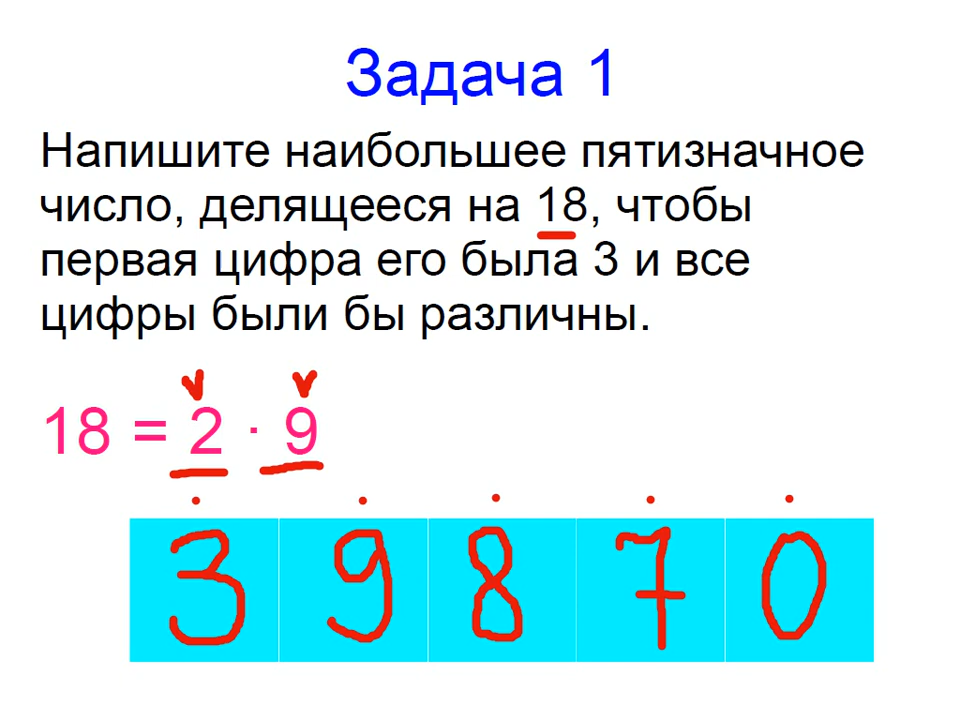 Задача 1
Напишите наибольшее пятизначное
число, делящееся на 18, чтобы
первая цифра его была 3 и все
цифры были бы различны.
18 = 2 · 9
3 9 8 7 0